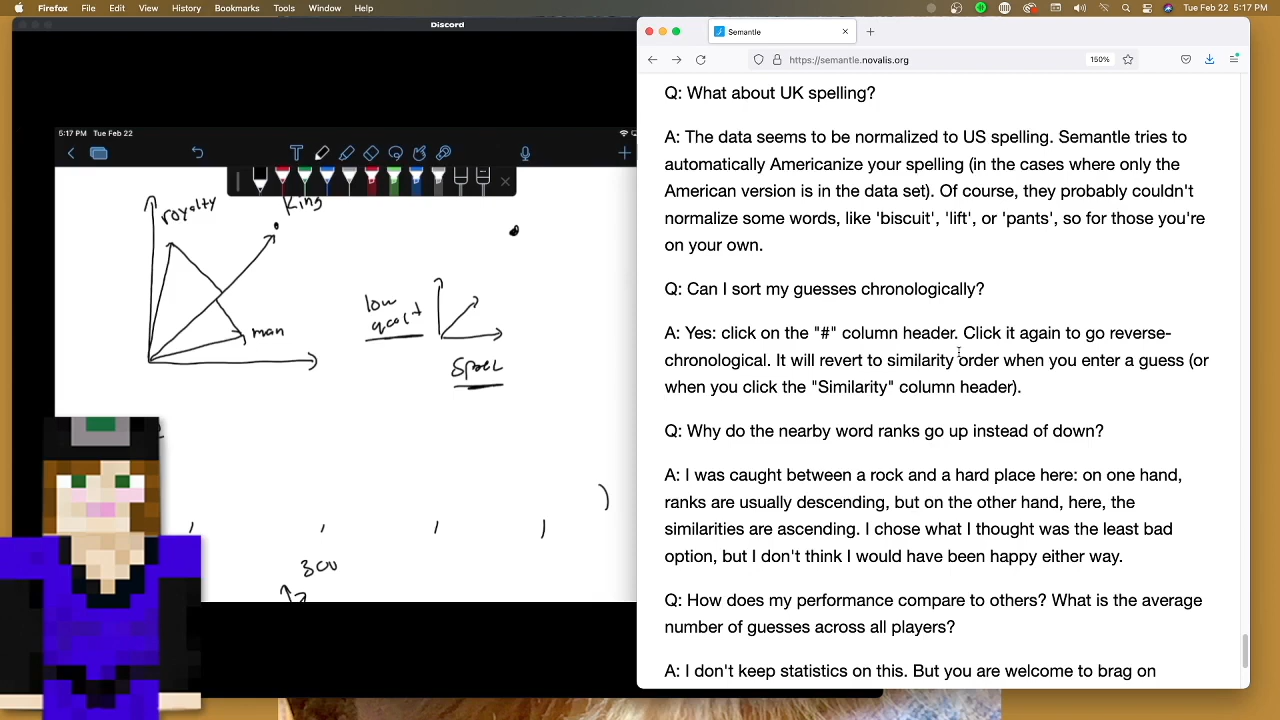 Firefox File Edit View History Bookmarks Tools Window Help
Tue Feb 22 5:17 PM
Discord
Semantle
https://semantle.novalis.org
150%
5:17 PM Tue Feb 22
T
royalty
king
man
low
Q: What about UK spelling?
A: The data seems to be normalized to US spelling. Semantle tries to
automatically Americanize your spelling (in the cases where only the
American version is in the data set). Of course, they probably couldn't
normalize some words, like 'biscuit', 'lift', or 'pants', so for those you're
on your own.
Q: Can I sort my guesses chronologically?
A: Yes: click on the "#" column header. Click it again to go reverse-
chronological. It will revert to similarity order when you enter a guess (or
when you click the "Similarity" column header).
Q: Why do the nearby word ranks go up instead of down?
A: I was caught between a rock and a hard place here: on one hand,
ranks are usually descending, but on the other hand, here, the
similarities are ascending. I chose what I thought was the least bad
option, but I don't think I would have been happy either way.
Q: How does my performance compare to others? What is the average
number of guesses across all players?
A: I don't keep statistics on this. But you are welcome to brag on
300